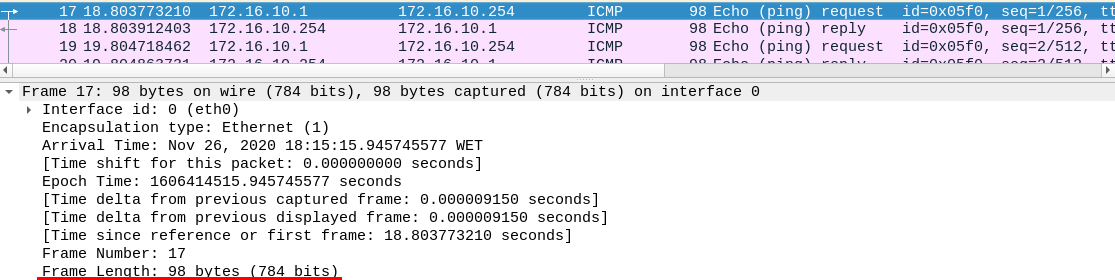 17 18.803773210 172.16.10.1 172.16.10.254 ICMP 98 Echo (ping) request id=0x05f0, seq=1/256, tt
18 18.803912403 172.16.10.254 172.16.10.1 ICMP 98 Echo (ping) reply id=0x05f0, seq=1/256, tt
19 19.804718462 172.16.10.1 172.16.10.254 ICMP 98 Echo (ping) request id=0x05f0, seq=2/512, tt
Frame 17: 98 bytes on wire (784 bits), 98 bytes captured (784 bits) on interface 0
Interface id: 0 (eth0)
Encapsulation type: Ethernet (1)
Arrival Time: Nov 26, 2020 18:15:15.945745577 WET
[Time shift for this packet: 0.000000000 seconds]
Epoch Time: 1606414515.945745577 seconds
[Time delta from previous captured frame: 0.000009150 seconds]
[Time delta from previous displayed frame: 0.000009150 seconds]
[Time since reference or first frame: 18.803773210 seconds]
Frame Number: 17
Frame Length: 98 bytes (784 bits)